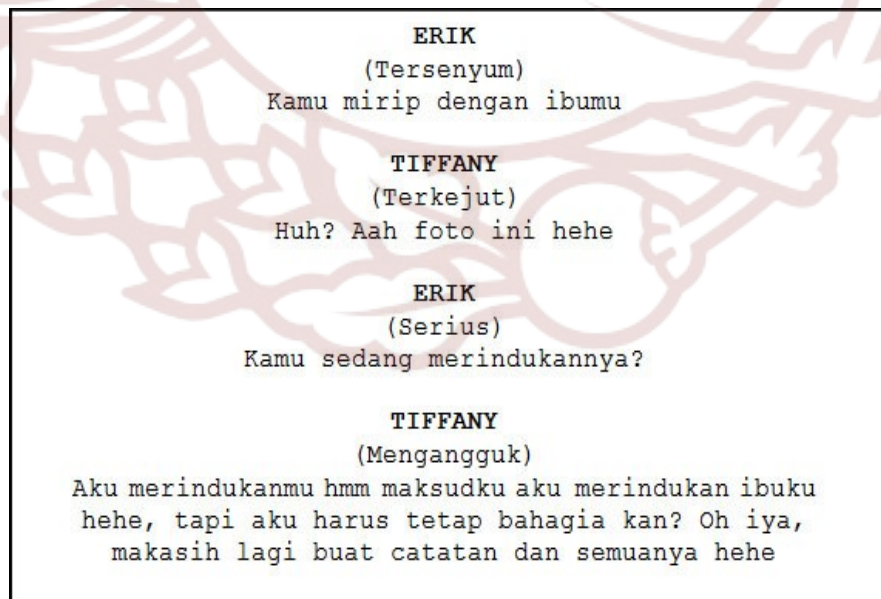 ERIK
(Tersenyum)
Kamu mirip dengan ibumu
TIFFANY
(Terkejut)
Huh? Aah foto ini hehe
ERIK
(Serius)
Kamu sedang merindukannya?
TIFFANY
(Mengangguk)
Aku merindukanmu hmm maksudku aku merindukan ibuku
hehe, tapi aku harus tetap bahagia kan? Oh iya,
makasih lagi buat catatan dan semuanya hehe